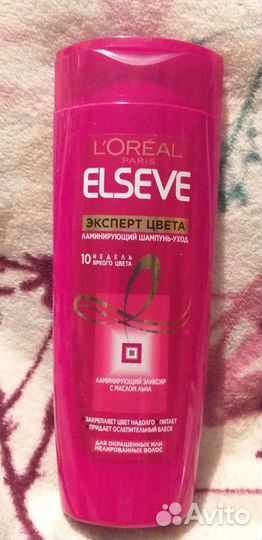 L'ORÉAL
PARIS
ELSEVE
ЭКСПЕРТ ЦВЕТА
ЛАМИНИРУЮЩИЙ ШАМПУНЬ-УХОД
10 НЕДЕЛЬ
ЯРКОГО ЦВЕТА
ЛАМИНИРУЮЩИЙ ЭЛИКСИР
С МАСЛОМ ЛЬНА
•ЗАКРЕПЛЯЕТ ЦВЕТ НАДОЛГО •ПИТАЕТ
•ПРИДАЕТ ОСЛЕПИТЕЛЬНЫЙ БЛЕСК
ДЛЯ ОКРАШЕННЫХ ИЛИ
МЕЛИРОВАННЫХ ВОЛОС
Avito